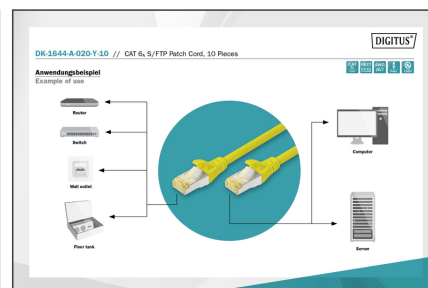 DIGITUS®
DK-1644-A-020-Y-10 // CAT 6A S/FTP Patch Cord, 10 Pieces
Anwendungsbeispiel
Example of use
Router
Switch
Wall outlet
Floor tank
Computer
Server